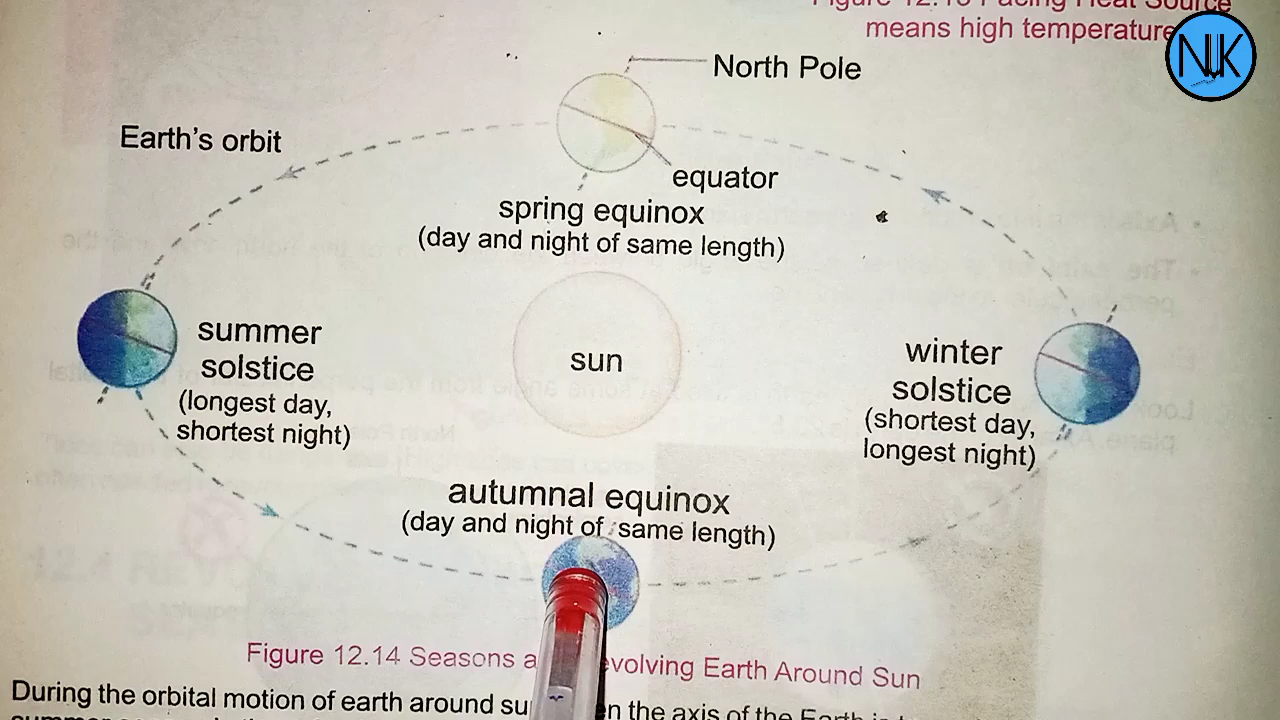 means high temperature
NJK
North Pole
Earth's orbit
equator
spring equinox
(day and night of same length)
summer
solstice
(longest day,
shortest night)
sun
winter
solstice
(shortest day,
longest night)
autumnal equinox
(day and night of same length)
Figure 12.14 Seasons evolving Earth Around Sun
During the orbital motion of earth around the axis of the Earth